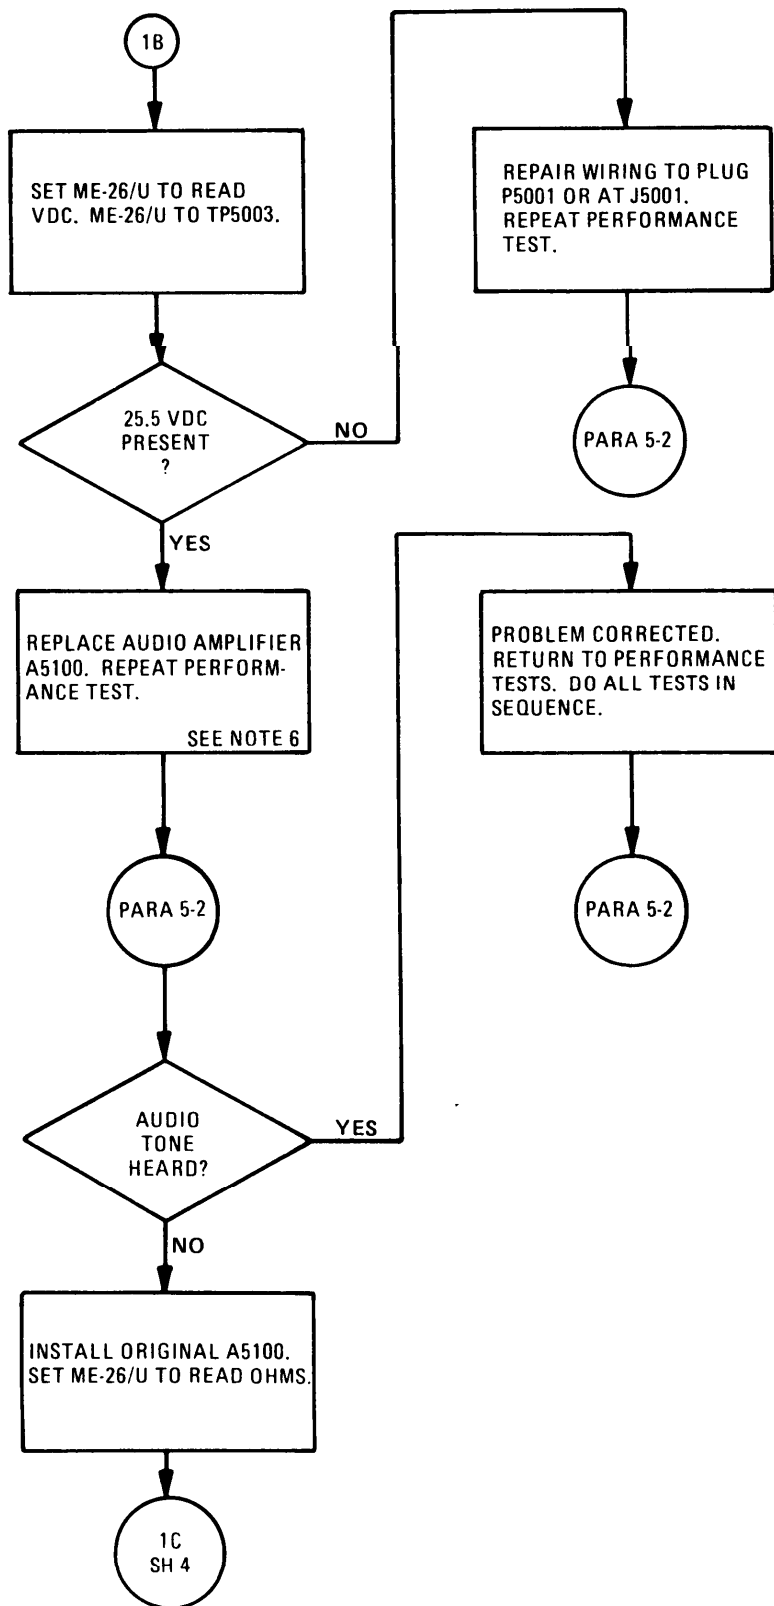 1B
SET ME-26/U TO READ
VDC. ME-26/U TO TP5003.
REPAIR WIRING TO PLUG
P5001 OR AT J5001.
REPEAT PERFORMANCE
TEST.
25.5 VDC
PRESENT
?
NO
PARA 5-2
YES
REPLACE AUDIO AMPLIFIER
A5100. REPEAT PERFORM-
ANCE TEST.
SEE NOTE 6
PROBLEM CORRECTED.
RETURN TO PERFORMANCE
TESTS. DO ALL TESTS IN
SEQUENCE.
PARA 5-2
PARA 5-2
AUDIO
TONE
HEARD?
YES
NO
INSTALL ORIGINAL A5100.
SET ME-26/U TO READ OHMS.
1C
SH 4